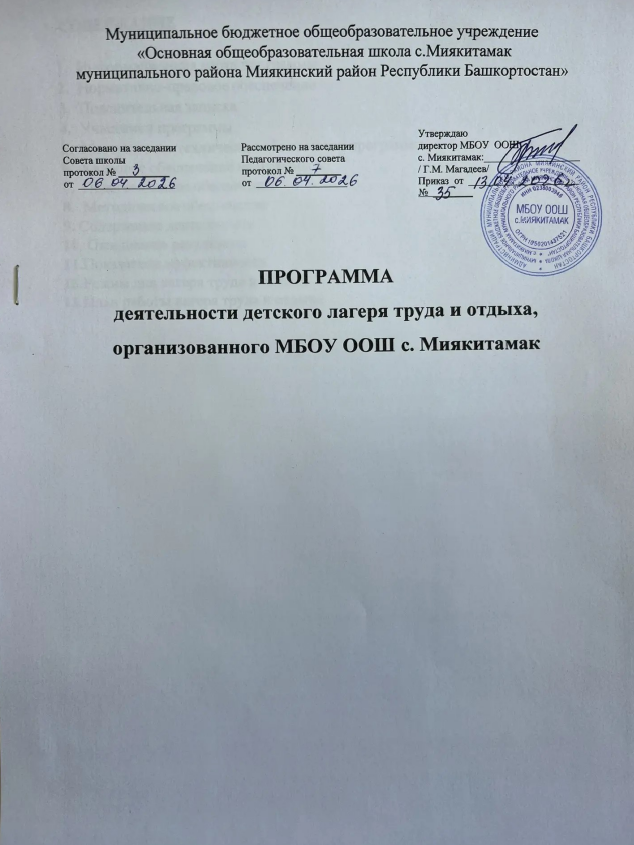 Муниципальное бюджетное общеобразовательное учреждение
«Основная общеобразовательная школа с.Миякитамак
муниципального района Миякинский район Республики Башкортостан»
Согласовано на заседании
Совета школы
протокол № 3
от 06.04.2026
Рассмотрено на заседании
Педагогического совета
протокол № 7
от 06.04.2026
Утверждаю
директор МБОУ ООШ
с. Миякитамак:
/ Г.М. Магадеев/
Приказ от 13.04.2026г
№ 35
МБОУ ООШ
с.МИЯКИТАМАК
ПРОГРАММА
деятельности детского лагеря труда и отдыха,
организованного МБОУ ООШ с. Миякитамак